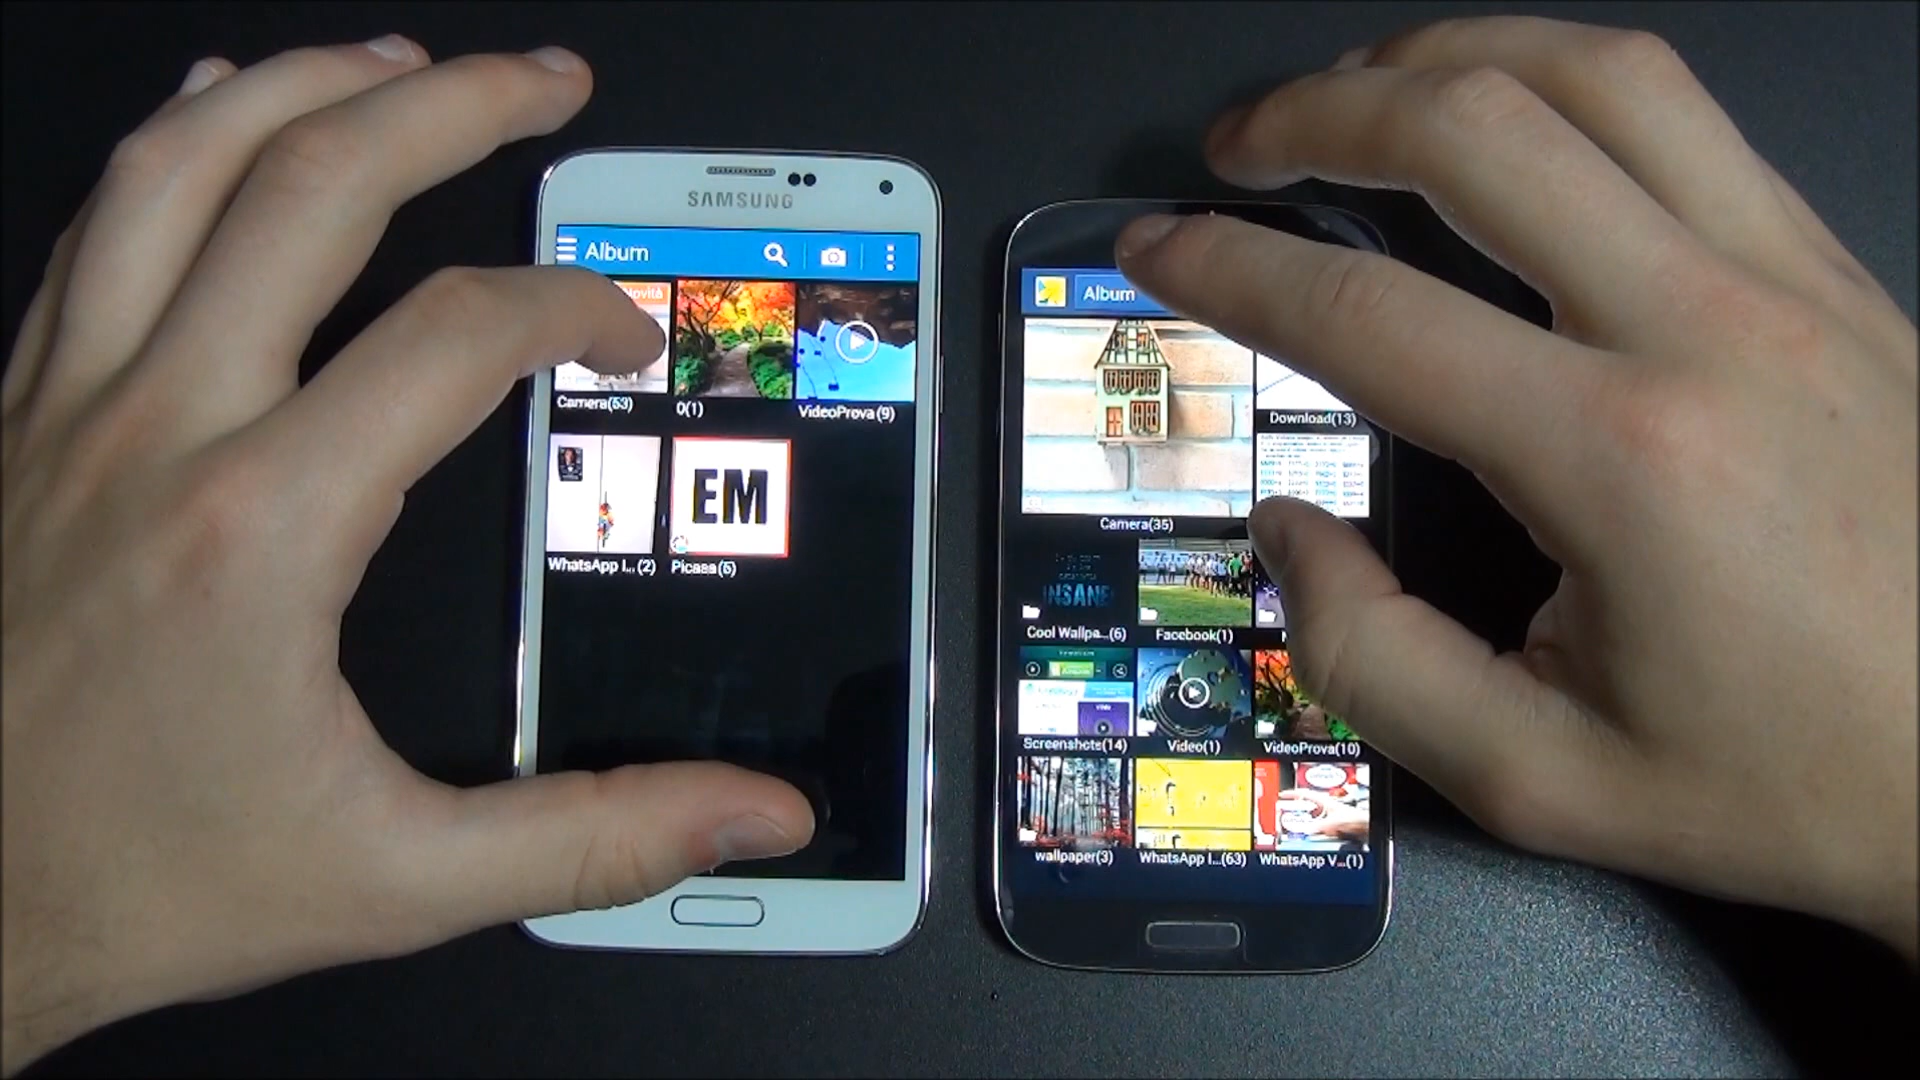 SAMSUNG
Album
Novità
Camera(53)
0(1)
VideoProva(9)
EM
WhatsApp I...(2)
Picasa(5)
Album
Download(13)
Camera(35)
INSANE
Cool Wallpa...(6)
Facebook(1)
Screenshots(14)
Video(1)
VideoProva(10)
wallpaper(3)
WhatsApp I...(63)
WhatsApp V...(1)